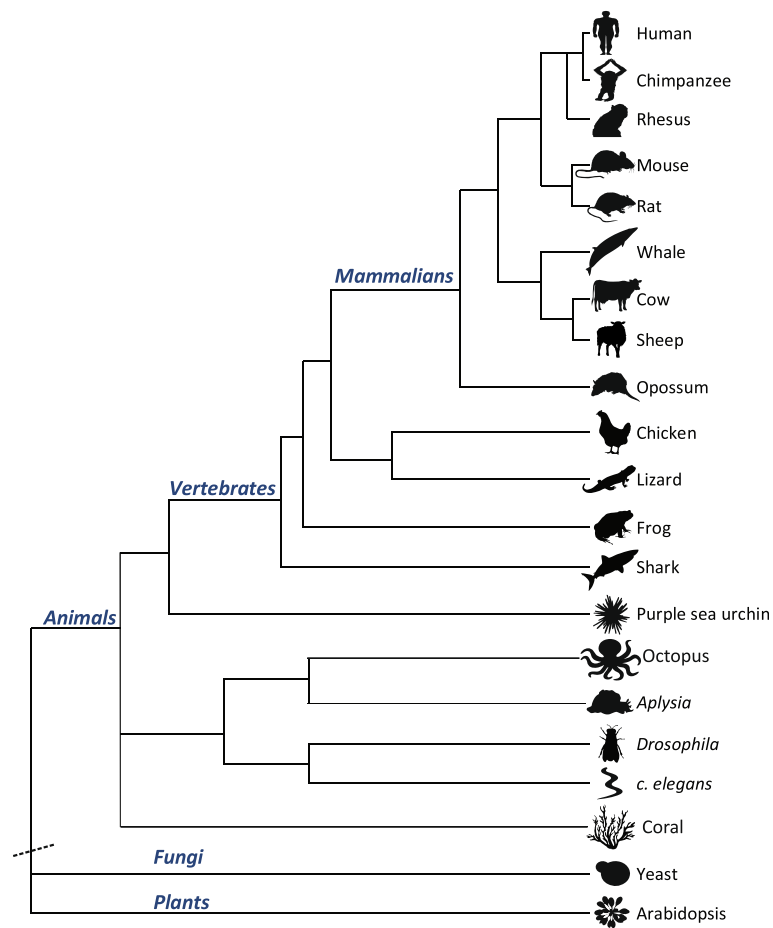 Human
Chimpanzee
Rhesus
Mouse
Rat
Whale
Mammalians
Cow
Sheep
Opossum
Chicken
Lizard
Vertebrates
Frog
Shark
Animals
Purple sea urchin
Octopus
Aplysia
Drosophila
c. elegans
Coral
Fungi
Yeast
Plants
Arabidopsis